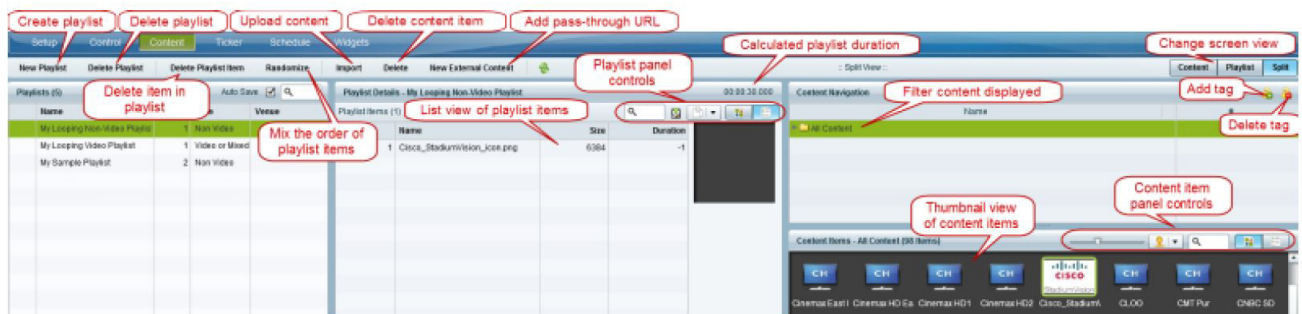 Create playlist
Delete playlist
Upload content
Delete content item
Add pass-through URL
Setup
Control
Content
Ticker
Schedule
Widgets
Calculated playlist duration
Change screen view
New Playlist
Delete Playlist
Delete Playlist Item
Randomize
Import
Delete
New External Content
Playlist panel
controls
:: Split View ::
Content
Playlist
Split
Playlists (5)
Delete item in
playlist
Auto Save
Playlist Details - My Looping Non-Video Playlist
00:00:30.000
Content Navigation
Filter content displayed
Add tag
Name
Venue
Playlist Items (1)
List view of playlist items
Name
Delete tag
My Looping Non-Video Playlis
1
Non Video
Mix the order of
playlist items
Name
Size
Duration
All Content
My Looping Video Playlist
1
Video or Mixed
1
Cisco_StadiumVision_icon.png
6384
-1
My Sample Playlist
2
Non Video
Content item
panel controls
Thumbnail view
of content items
Content Items - All Content (98 Items)
CH
CH
CH
CH
CISCO
StadiumVision
CH
CH
CH
Cinemax East I
Cinemax HD Ea
Cinemax HD1
Cinemax HD2
Cisco_StadiumV
CLOO
CMT Pur
CNBC SD